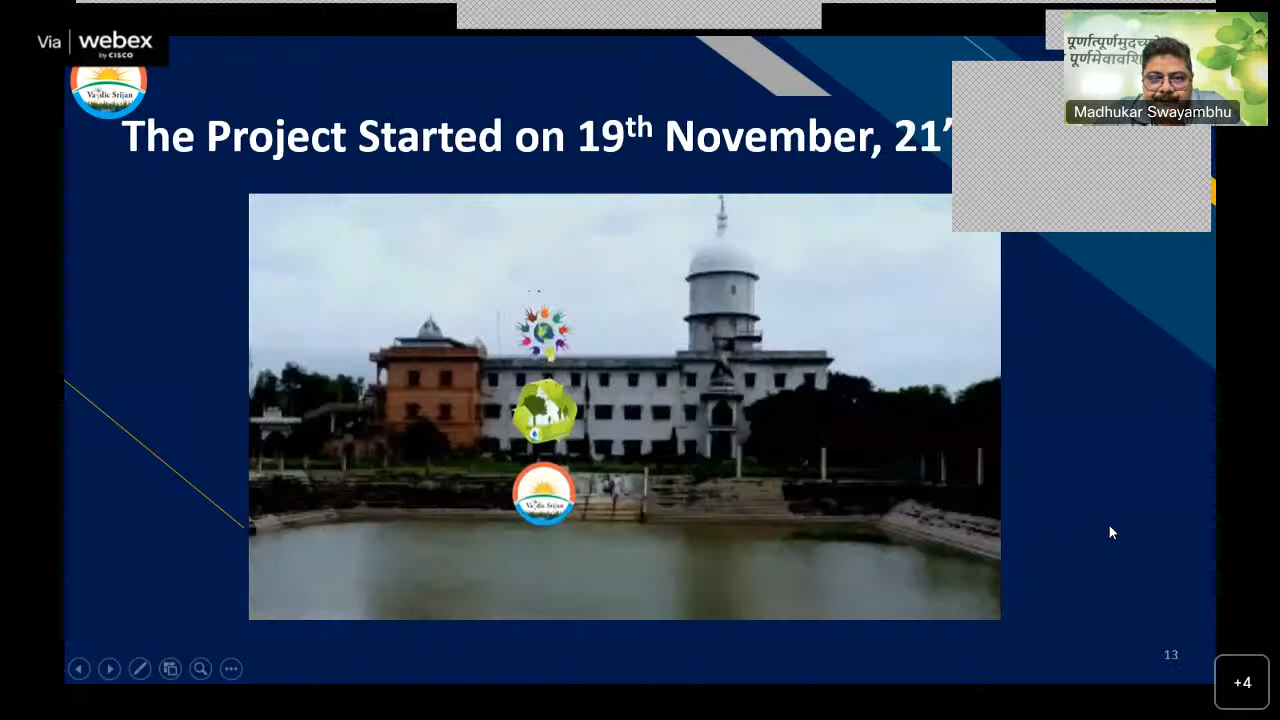 Via webex
by CISCO
पूर्णात्पूर्णमुदच्य
पूर्णमेवावशि
Madhukar Swayambhu
Vaidic Srijan
The Project Started on 19th November, 21’
Vaidic Srijan
13
+4